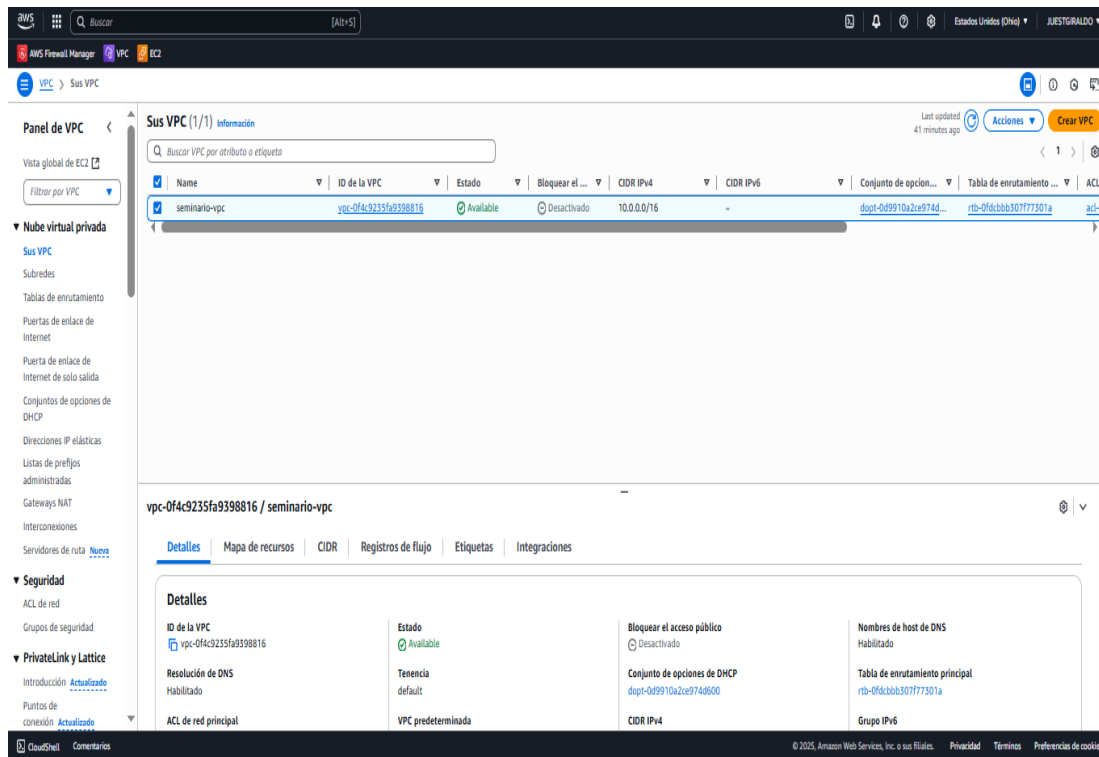 aws
Buscar [Alt+S] Estados Unidos (Ohio) JUESTGIRALDO
AWS Firewall Manager VPC EC2
VPC > Sus VPC
Panel de VPC
Vista global de EC2
Filtrar por VPC
Nube virtual privada
Sus VPC
Subredes
Tablas de enrutamiento
Puertas de enlace de
Internet
Puerta de enlace de
Internet de solo salida
Conjuntos de opciones de
DHCP
Direcciones IP elásticas
Listas de prefijos
administradas
Gateways NAT
Interconexiones
Servidores de ruta Nueva
Seguridad
ACL de red
Grupos de seguridad
PrivateLink y Lattice
Introducción Actualizado
Puntos de
conexión Actualizado
Sus VPC (1/1) Información
Last updated
41 minutes ago
Acciones
Crear VPC
Buscar VPC por atributo o etiqueta
1
Name ID de la VPC Estado Bloquear el ... CIDR IPv4 CIDR IPv6 Conjunto de opcion... Tabla de enrutamiento ... ACL
seminario-vpc vpc-0f4c9235fa9398816 Available Desactivado 10.0.0.0/16 – dopt-0d9910a2ce974d... rtb-0fdcbbb307f77301a acl-
vpc-0f4c9235fa9398816 / seminario-vpc
Detalles Mapa de recursos CIDR Registros de flujo Etiquetas Integraciones
Detalles
ID de la VPC
vpc-0f4c9235fa9398816
Estado
Available
Bloquear el acceso público
Desactivado
Nombres de host de DNS
Habilitado
Resolución de DNS
Habilitado
Tenencia
default
Conjunto de opciones de DHCP
dopt-0d9910a2ce974d600
Tabla de enrutamiento principal
rtb-0fdcbbb307f77301a
ACL de red principal
VPC predeterminada
CIDR IPv4
Grupo IPv6
CloudShell Comentarios © 2025, Amazon Web Services, Inc. o sus filiales. Privacidad Términos Preferencias de cookie